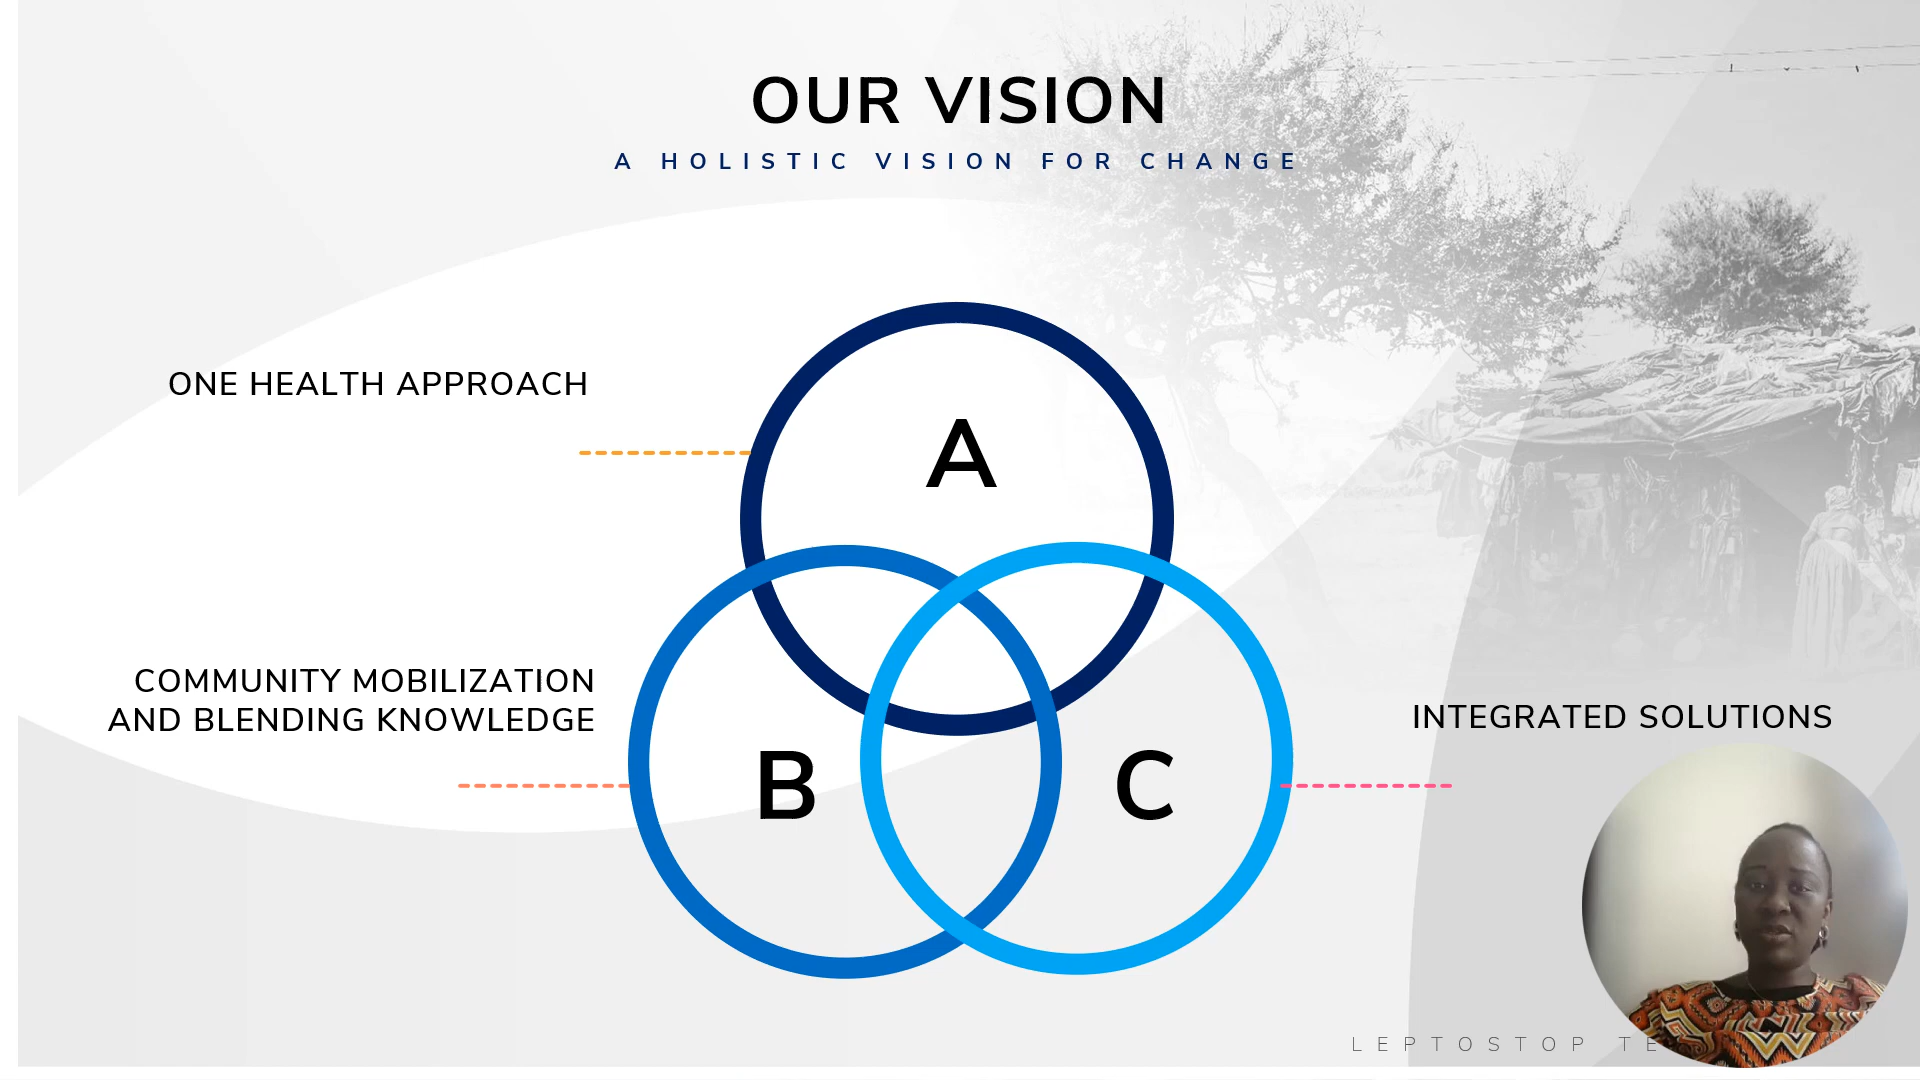 OUR VISION
A HOLISTIC VISION FOR CHANGE
ONE HEALTH APPROACH
A
COMMUNITY MOBILIZATION
AND BLENDING KNOWLEDGE
B
C
INTEGRATED SOLUTIONS
LEPTOSTOP